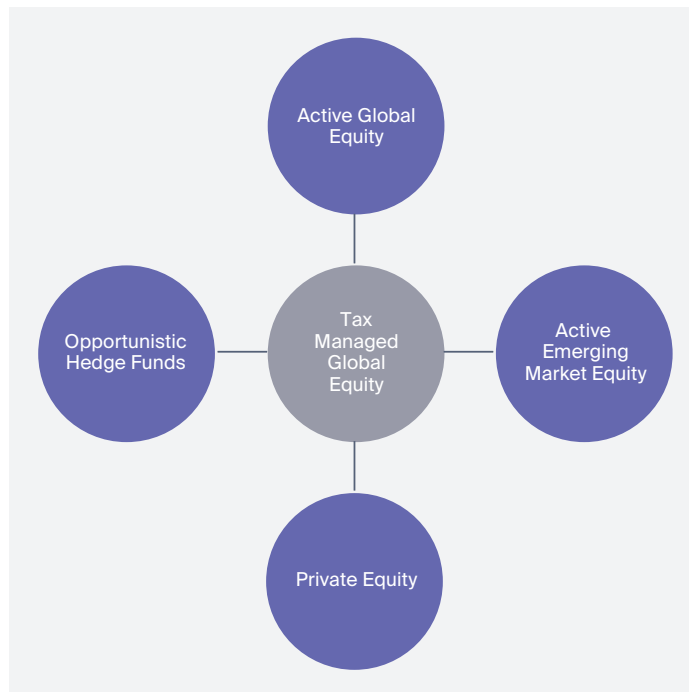 Active Global
Equity
Opportunistic
Hedge Funds
Tax
Managed
Global
Equity
Active
Emerging
Market Equity
Private Equity